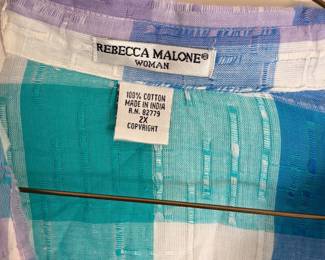 REBECCA MALONE®
WOMAN
100% COTTON
MADE IN INDIA
R.N. 82779
2X
COPYRIGHT